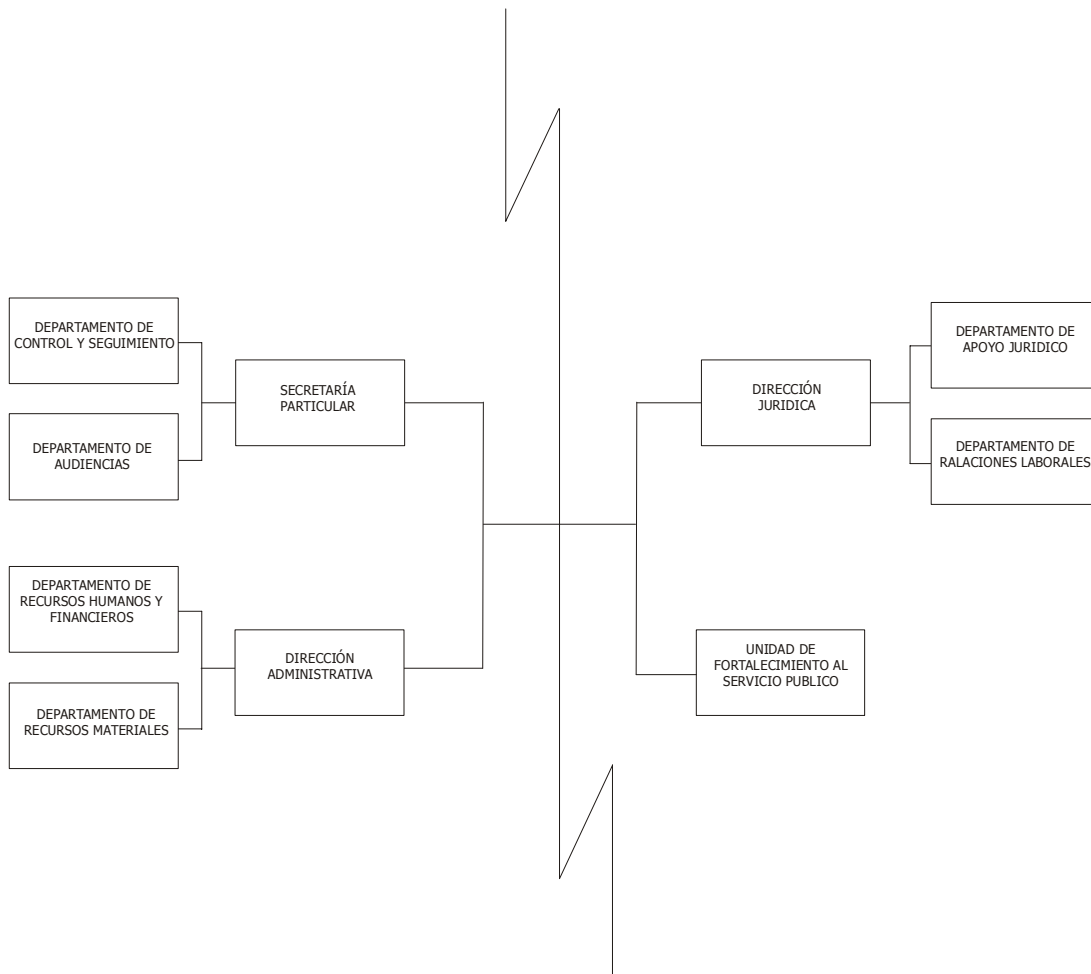 DEPARTAMENTO DE
CONTROL Y SEGUIMIENTO
DEPARTAMENTO DE
AUDIENCIAS
SECRETARÍA
PARTICULAR
DEPARTAMENTO DE
RECURSOS HUMANOS Y
FINANCIEROS
DEPARTAMENTO DE
RECURSOS MATERIALES
DIRECCIÓN
ADMINISTRATIVA
DIRECCIÓN
JURIDICA
DEPARTAMENTO DE
APOYO JURIDICO
DEPARTAMENTO DE
RALACIONES LABORALES
UNIDAD DE
FORTALECIMIENTO AL
SERVICIO PUBLICO